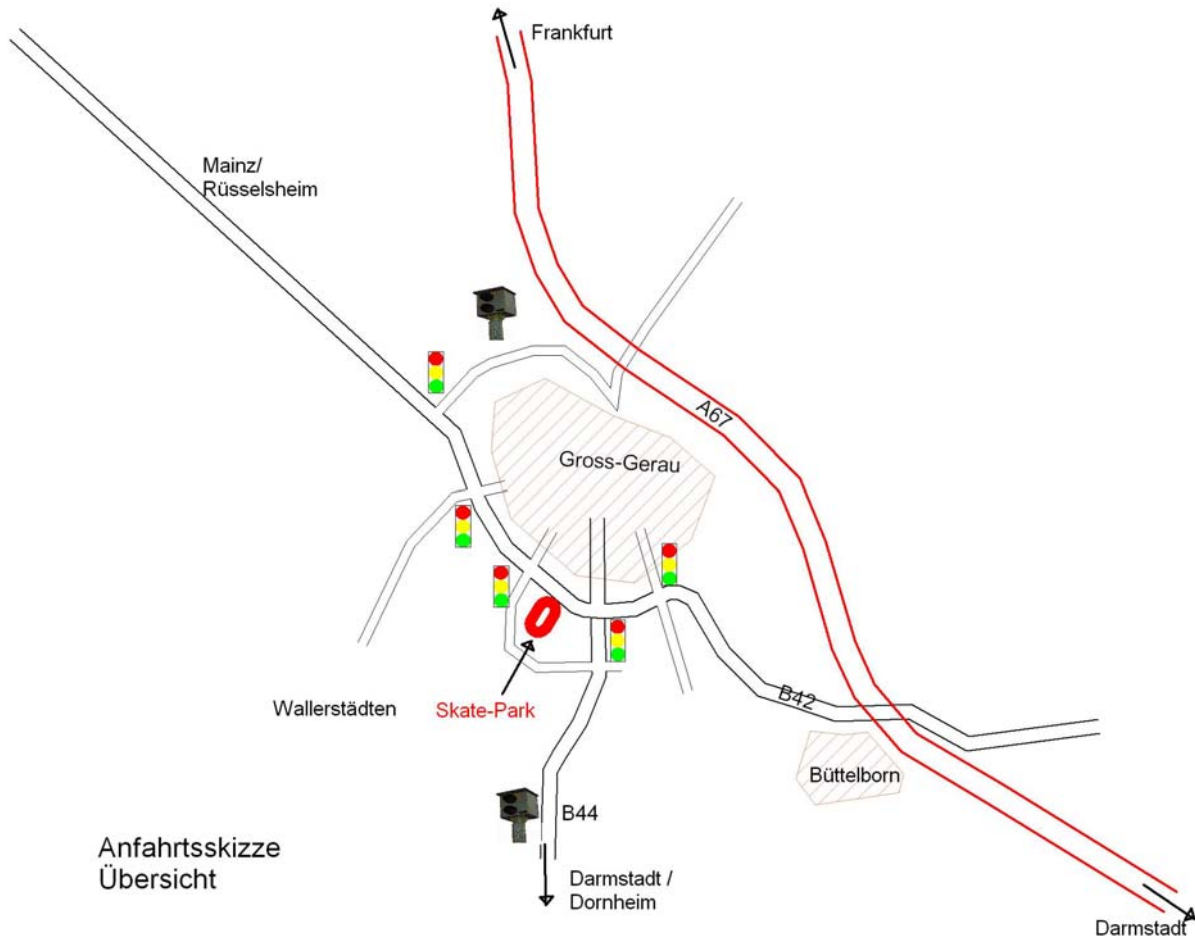 Frankfurt
Mainz/
Rüsselsheim
A67
Gross-Gerau
Wallerstädten
Skate-Park
B42
Büttelborn
B44
Anfahrtsskizze
Übersicht
Darmstadt /
Dornheim
Darmstadt